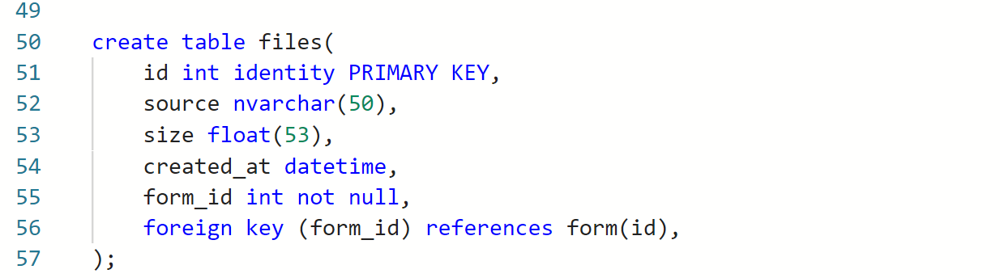 49
50 create table files(
51 id int identity PRIMARY KEY,
52 source nvarchar(50),
53 size float(53),
54 created_at datetime,
55 form_id int not null,
56 foreign key (form_id) references form(id),
57 );